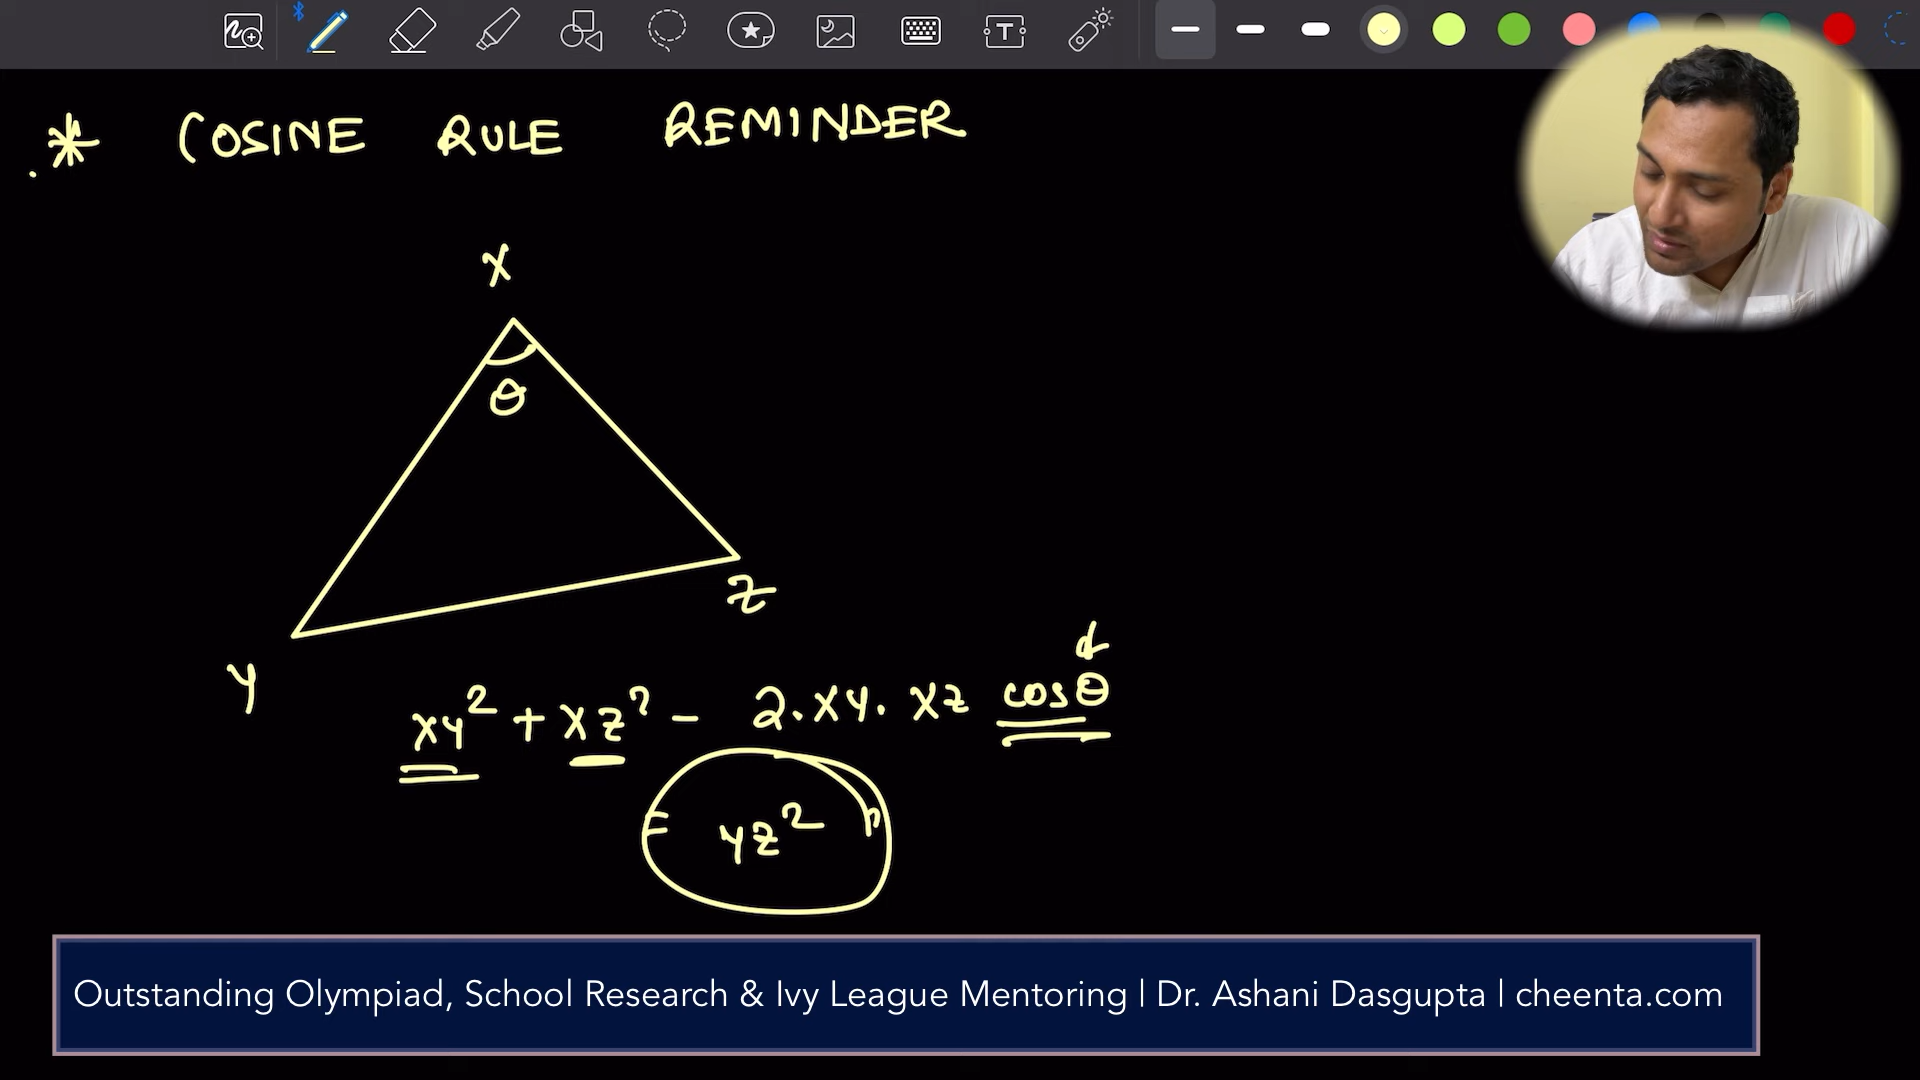 * COSINE RULE REMINDER
X
θ
Z
Y
XY² + XZ² - 2.XY. XZ cosθ
= YZ²
Outstanding Olympiad, School Research & Ivy League Mentoring | Dr. Ashani Dasgupta | cheenta.com